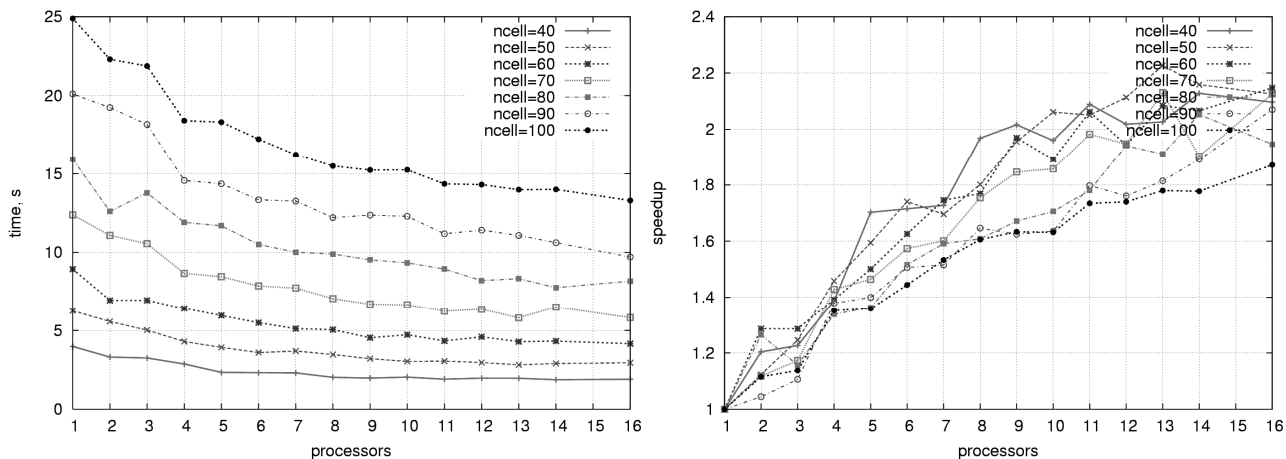 25
20
15
10
5
0
time, s
ncell=40
ncell=50
ncell=60
ncell=70
ncell=80
ncell=90
ncell=100
1 2 3 4 5 6 7 8 9 10 11 12 13 14 15 16
processors
2.4
2.2
2
1.8
1.6
1.4
1.2
1
speedup
ncell=40
ncell=50
ncell=60
ncell=70
ncell=80
ncell=90
ncell=100
1 2 3 4 5 6 7 8 9 10 11 12 13 14 15 16
processors